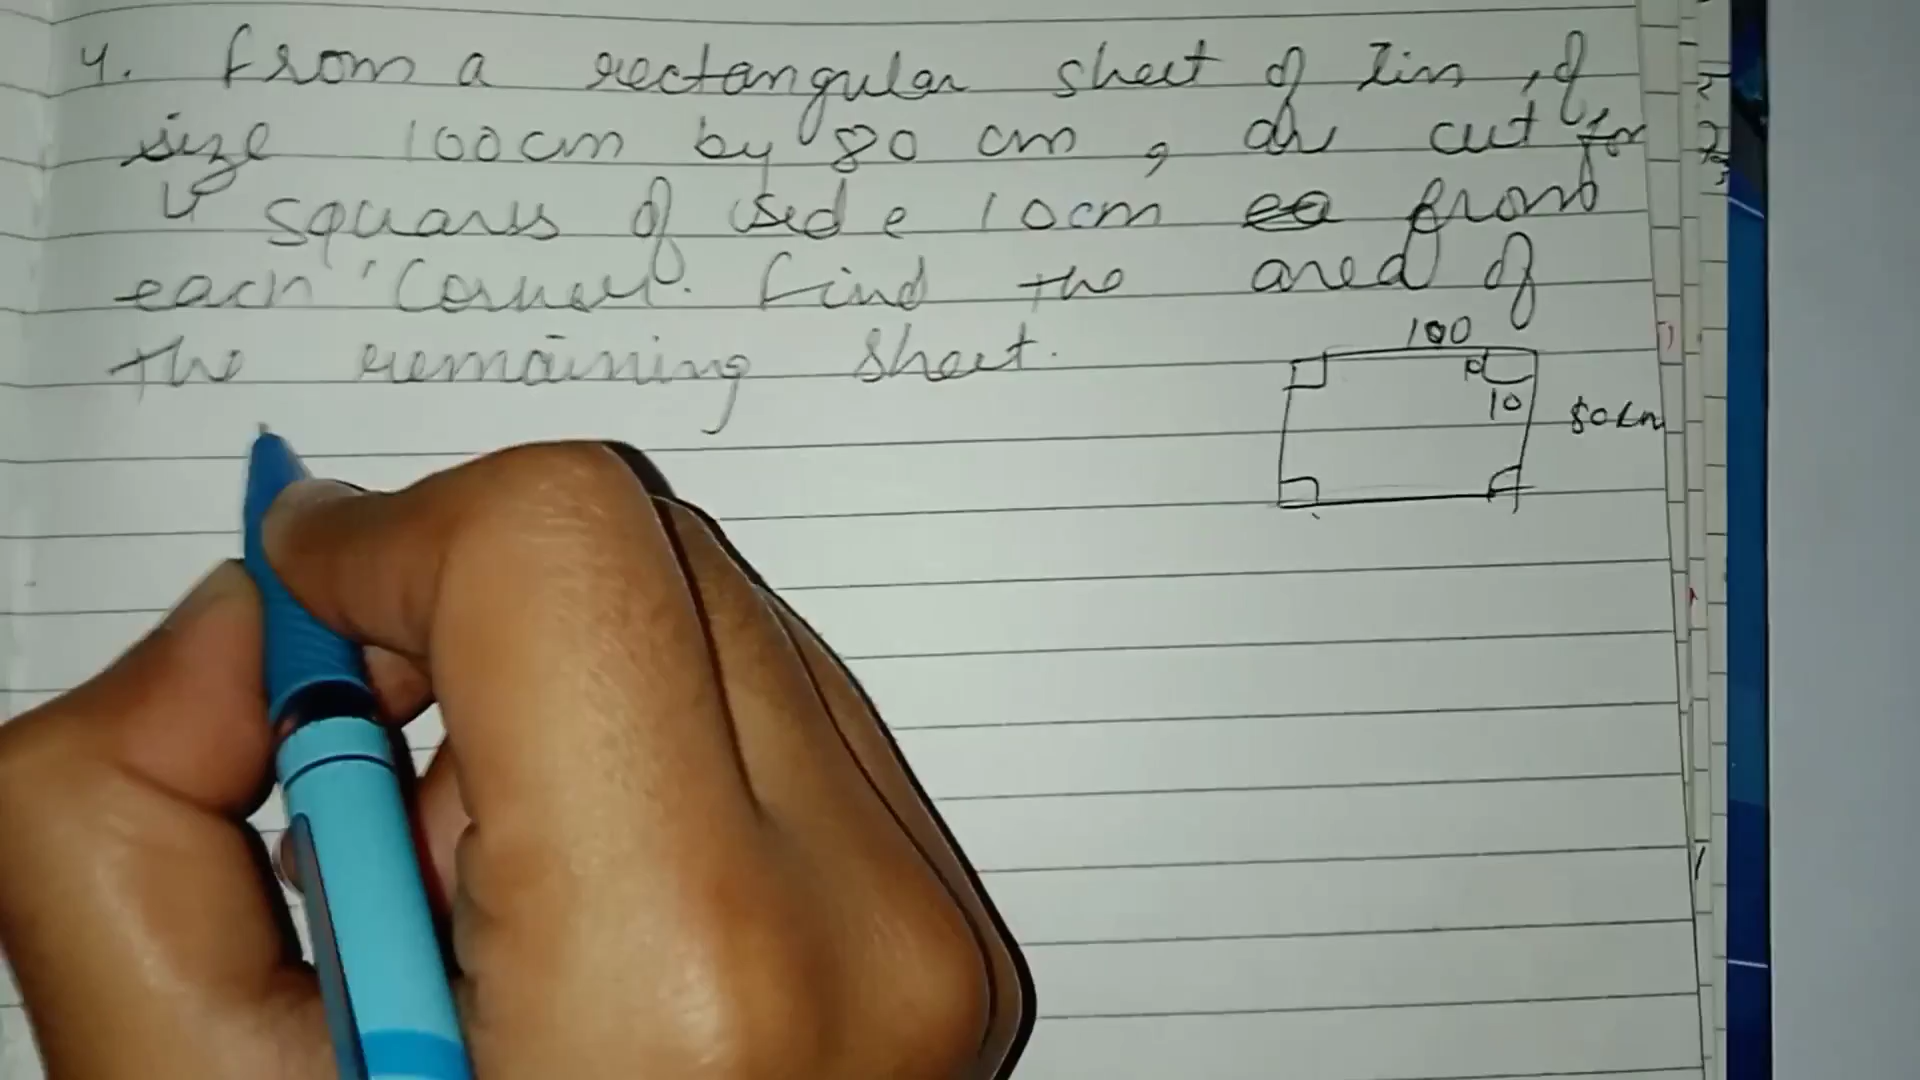 4. From a rectangular sheet of tin, of
size 100cm by 80 cm, are cut for
squares of side 10cm from
each corner. Find the area of
the remaining sheet.
100
10
10
80cm